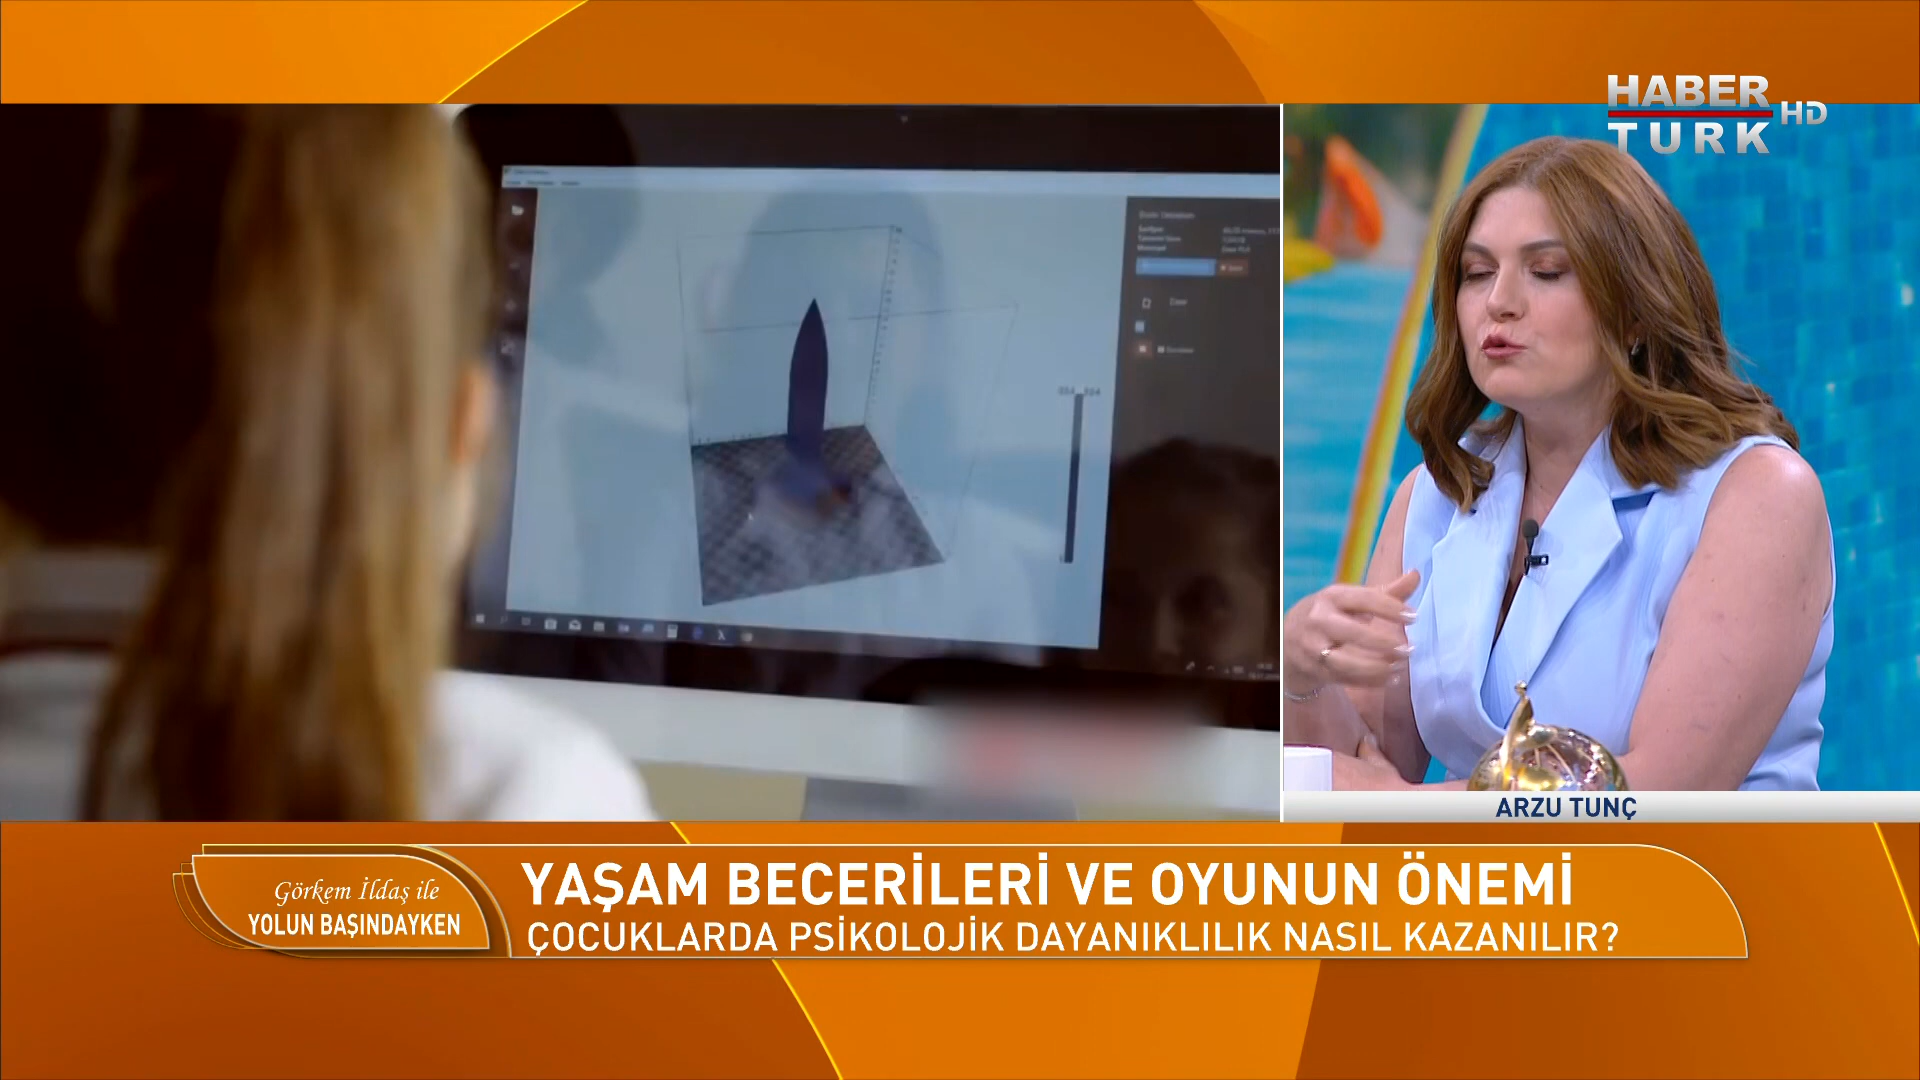 HABER
TURK HD
ARZU TUNÇ
Görkem İldaş ile
YOLUN BAŞINDAYKEN
YAŞAM BECERİLERİ VE OYUNUN ÖNEMİ
ÇOCUKLARDA PSİKOLOJİK DAYANIKLILIK NASIL KAZANILIR?